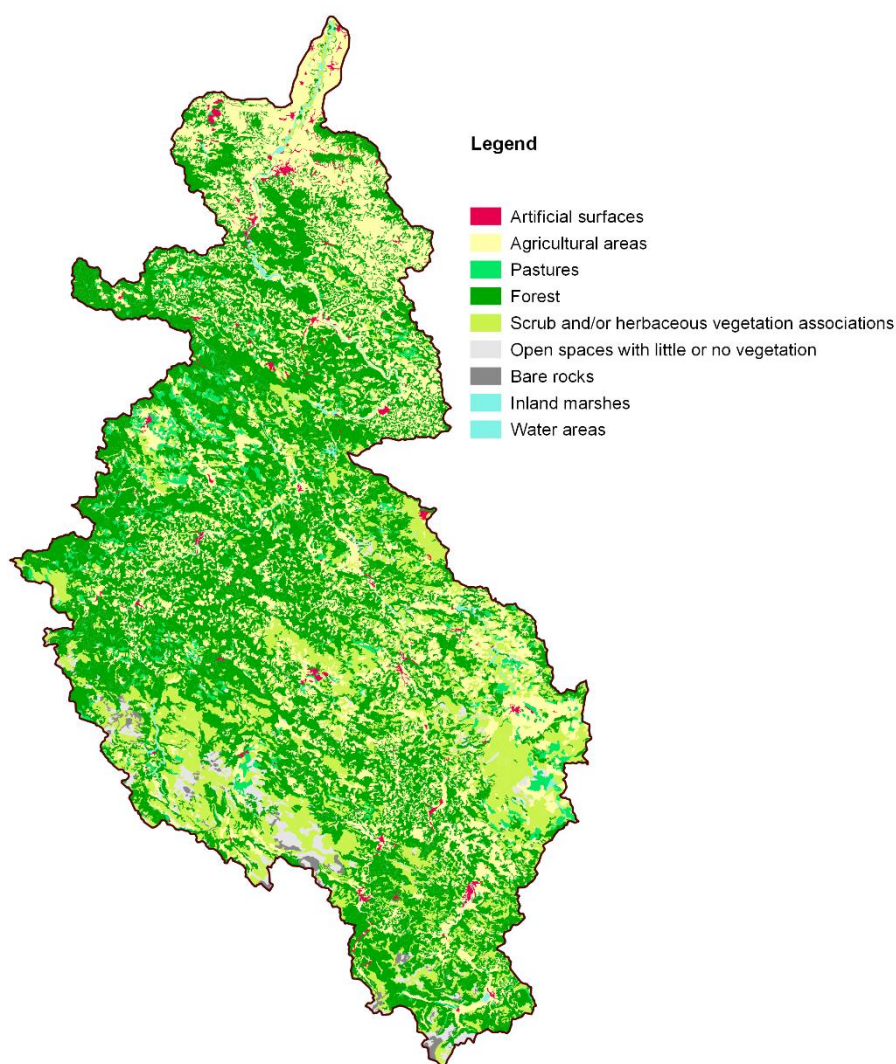 Legend
Artificial surfaces
Agricultural areas
Pastures
Forest
Scrub and/or herbaceous vegetation associations
Open spaces with little or no vegetation
Bare rocks
Inland marshes
Water areas